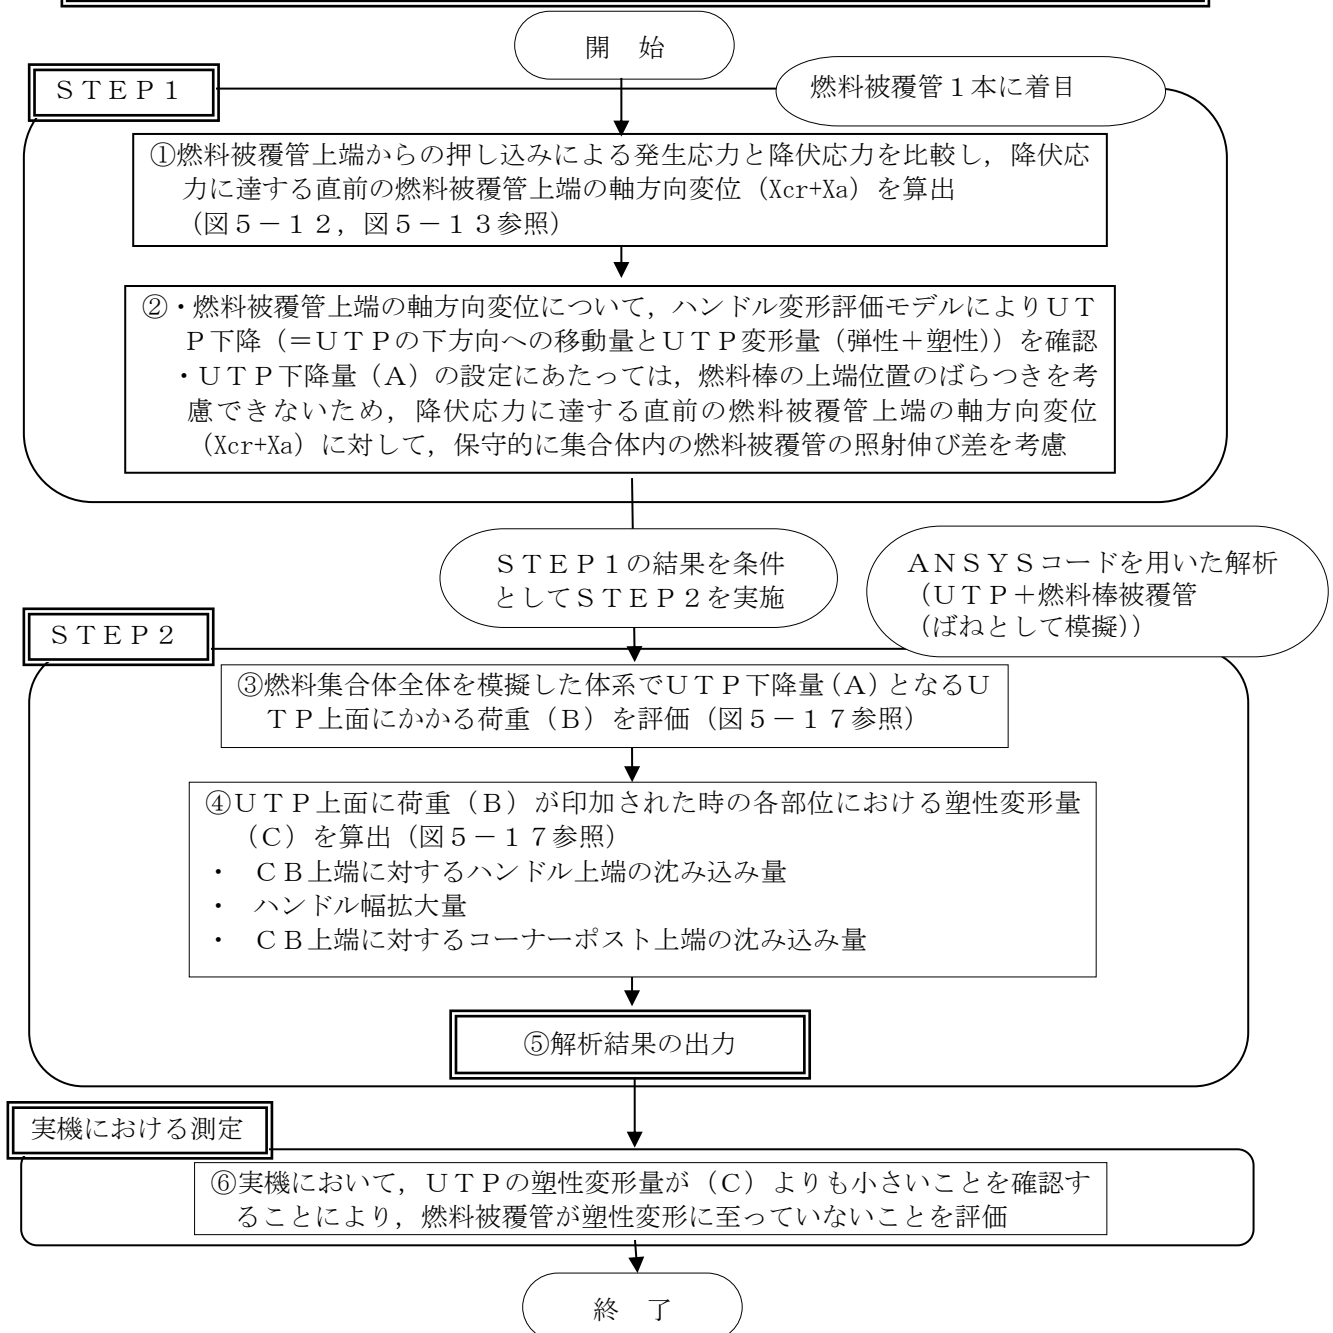 開　始
ＳＴＥＰ１
燃料被覆管１本に着目
①燃料被覆管上端からの押し込みによる発生応力と降伏応力を比較し，降伏応
力に達する直前の燃料被覆管上端の軸方向変位（Xcr+Xa）を算出
（図５－１２，図５－１３参照）
②・燃料被覆管上端の軸方向変位について，ハンドル変形評価モデルによりＵＴ
Ｐ下降（＝ＵＴＰの下方向への移動量とＵＴＰ変形量（弾性＋塑性））を確認
・ＵＴＰ下降量（Ａ）の設定にあたっては，燃料棒の上端位置のばらつきを考
慮できないため，降伏応力に達する直前の燃料被覆管上端の軸方向変位
（Xcr+Xa）に対して，保守的に集合体内の燃料被覆管の照射伸び差を考慮
ＳＴＥＰ１の結果を条件
としてＳＴＥＰ２を実施
ＡＮＳＹＳコードを用いた解析
（ＵＴＰ＋燃料棒被覆管
（ばねとして模擬））
ＳＴＥＰ２
③燃料集合体全体を模擬した体系でＵＴＰ下降量（Ａ）となるＵ
ＴＰ上面にかかる荷重（Ｂ）を評価（図５－１７参照）
④ＵＴＰ上面に荷重（Ｂ）が印加された時の各部位における塑性変形量
（Ｃ）を算出（図５－１７参照）
・　ＣＢ上端に対するハンドル上端の沈み込み量
・　ハンドル幅拡大量
・　ＣＢ上端に対するコーナーポスト上端の沈み込み量
⑤解析結果の出力
実機における測定
⑥実機において，ＵＴＰの塑性変形量が（Ｃ）よりも小さいことを確認す
ることにより，燃料被覆管が塑性変形に至っていないことを評価
終　了